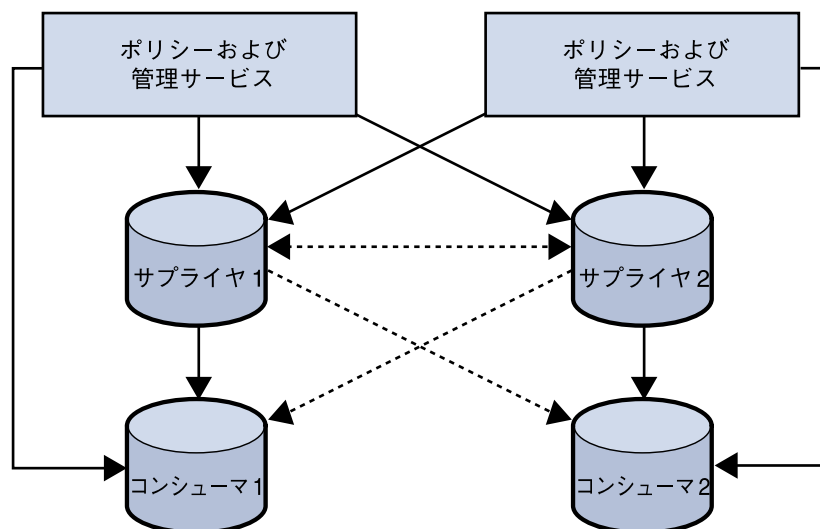 ポリシーおよび
管理サービス
ポリシーおよび
管理サービス
サプライヤ 1
サプライヤ 2
コンシューマ 1
コンシューマ 2